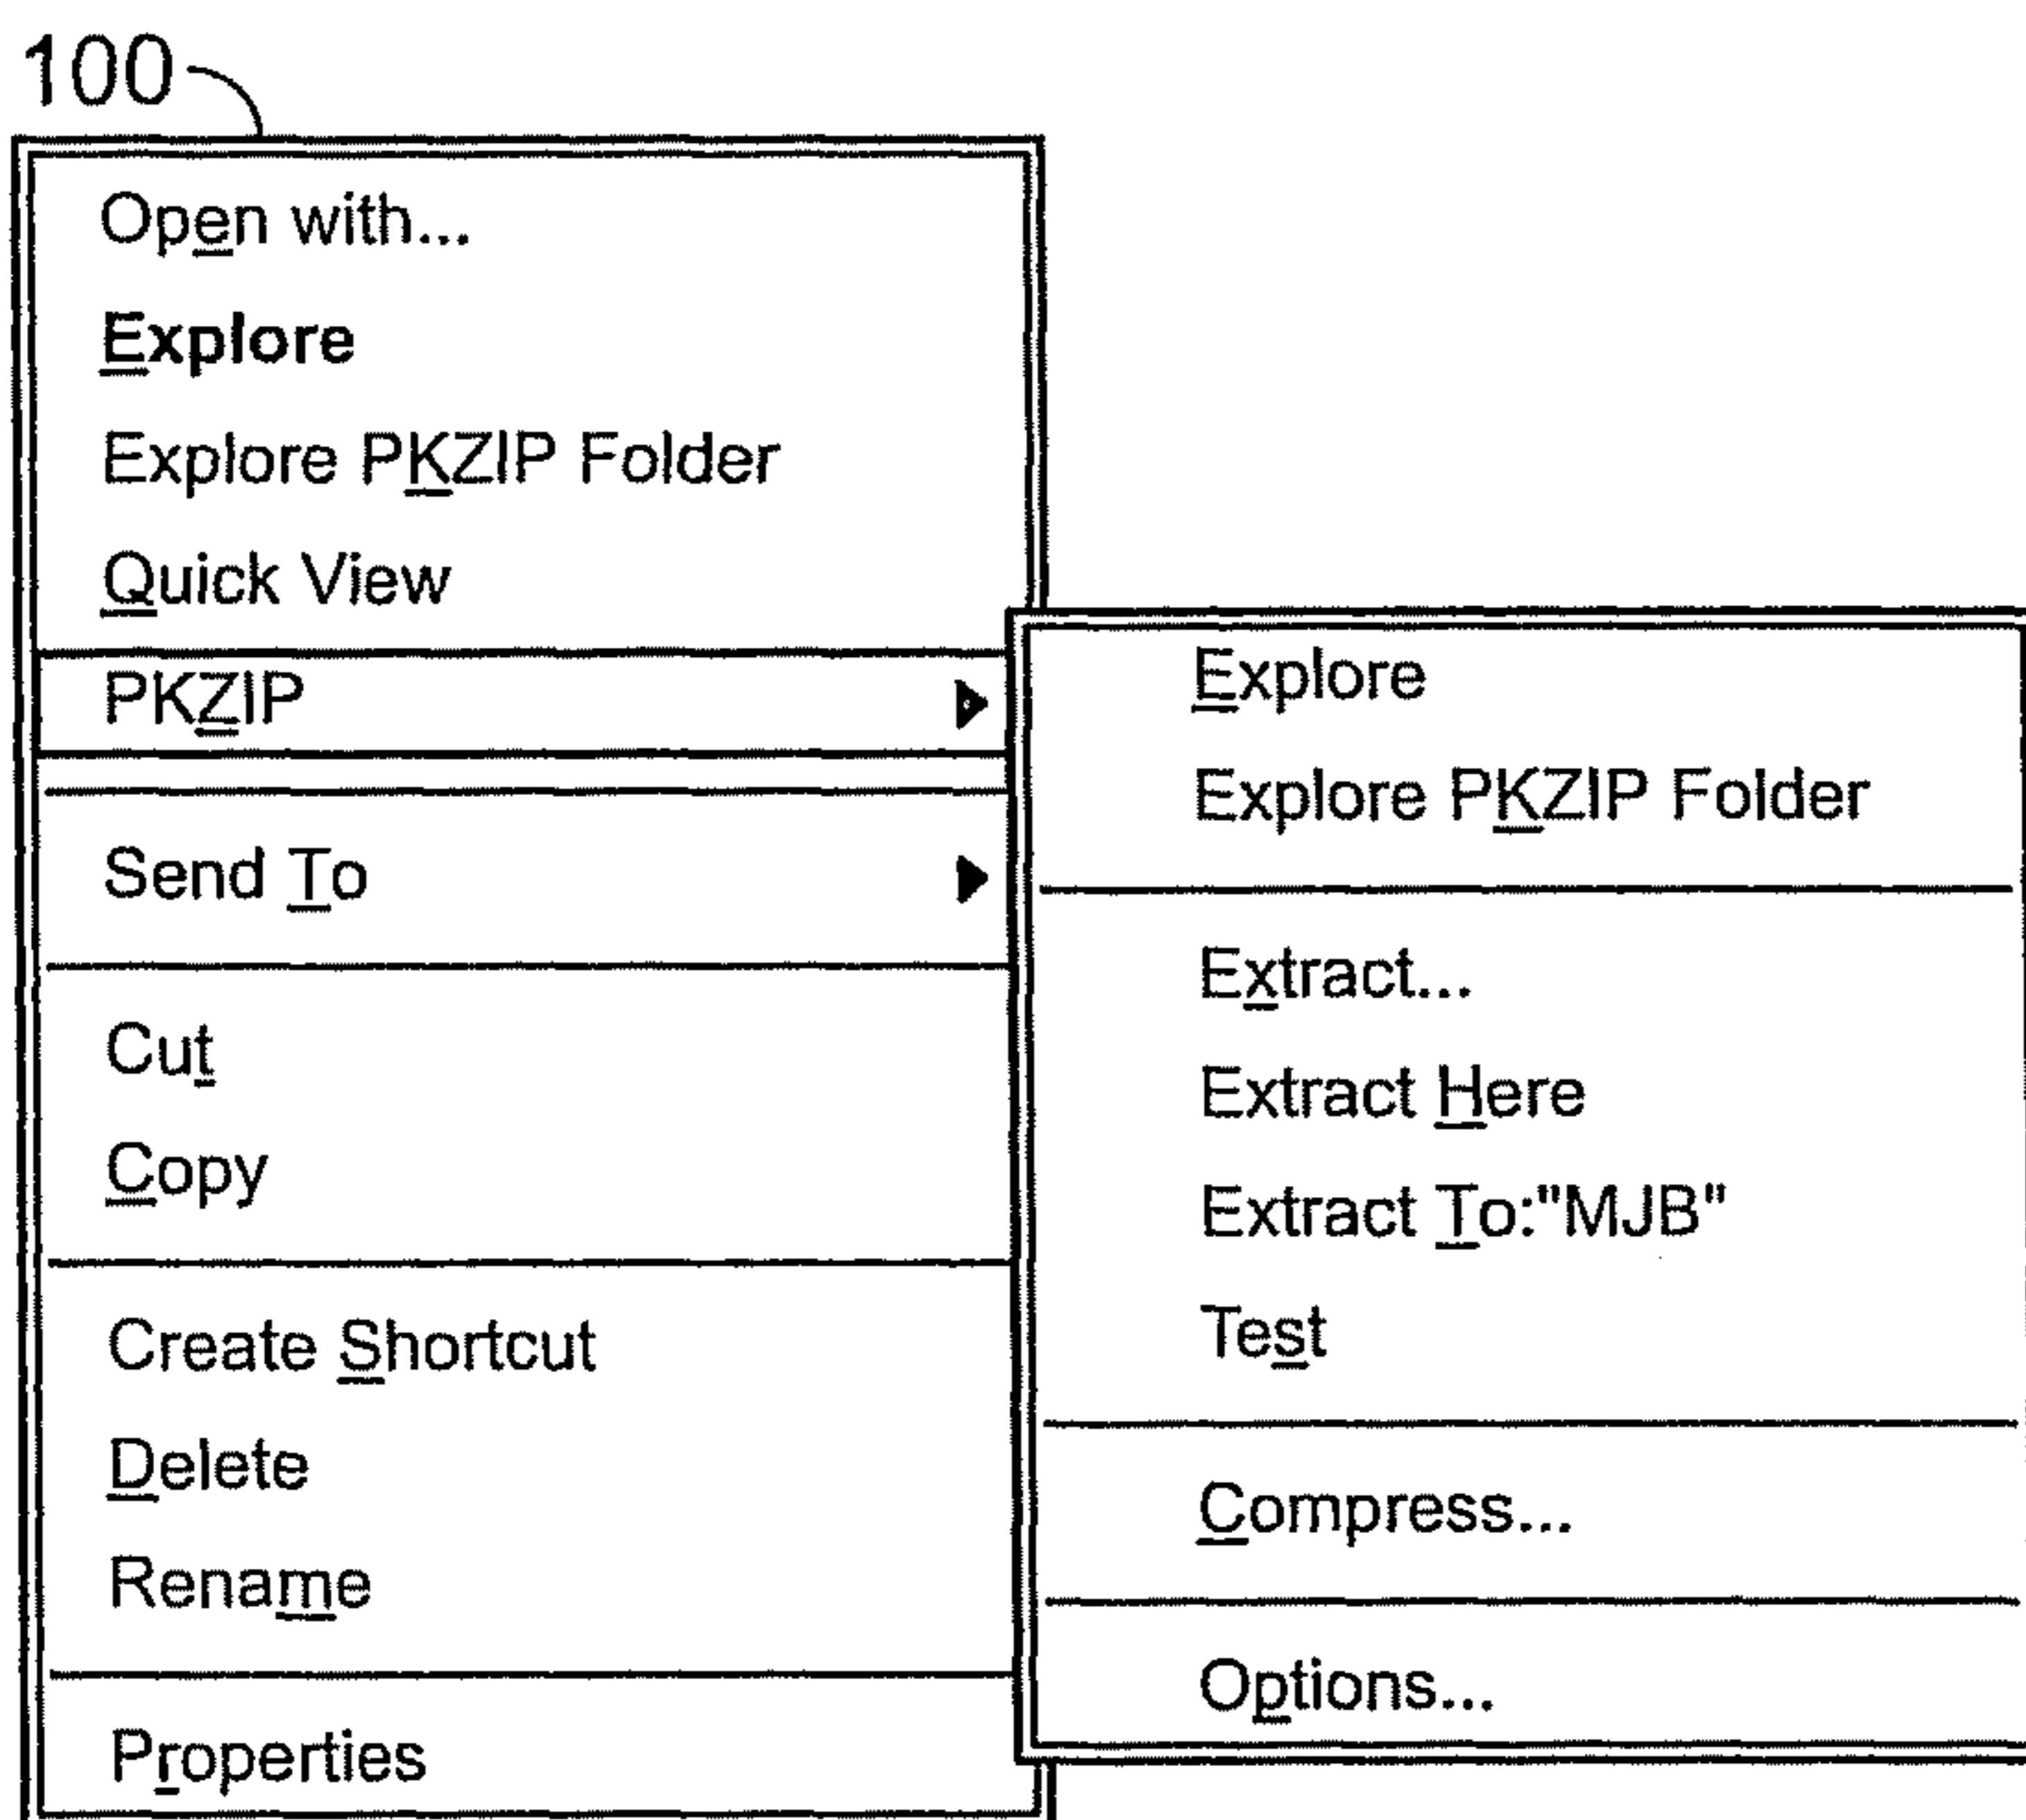 100
Open with...
Explore
Explore PKZIP Folder
Quick View
PKZIP
Send To
Cut
Copy
Create Shortcut
Delete
Rename
Properties
Explore
Explore PKZIP Folder
Extract...
Extract Here
Extract To:"MJB"
Test
Compress...
Options...